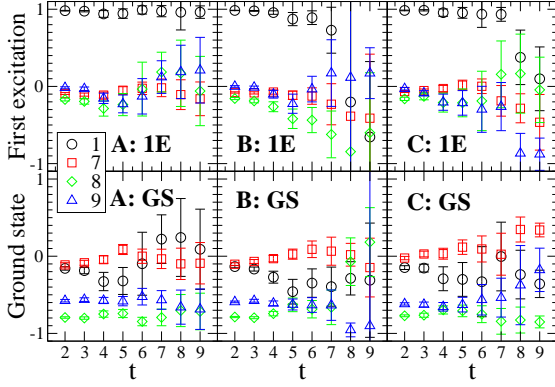 First excitation
1
0
-1
A: 1E
B: 1E
C: 1E
1
7
8
9
Ground state
1
0
-1
A: GS
B: GS
C: GS
2 3 4 5 6 7 8 9
2 3 4 5 6 7 8 9
2 3 4 5 6 7 8 9
t
t
t